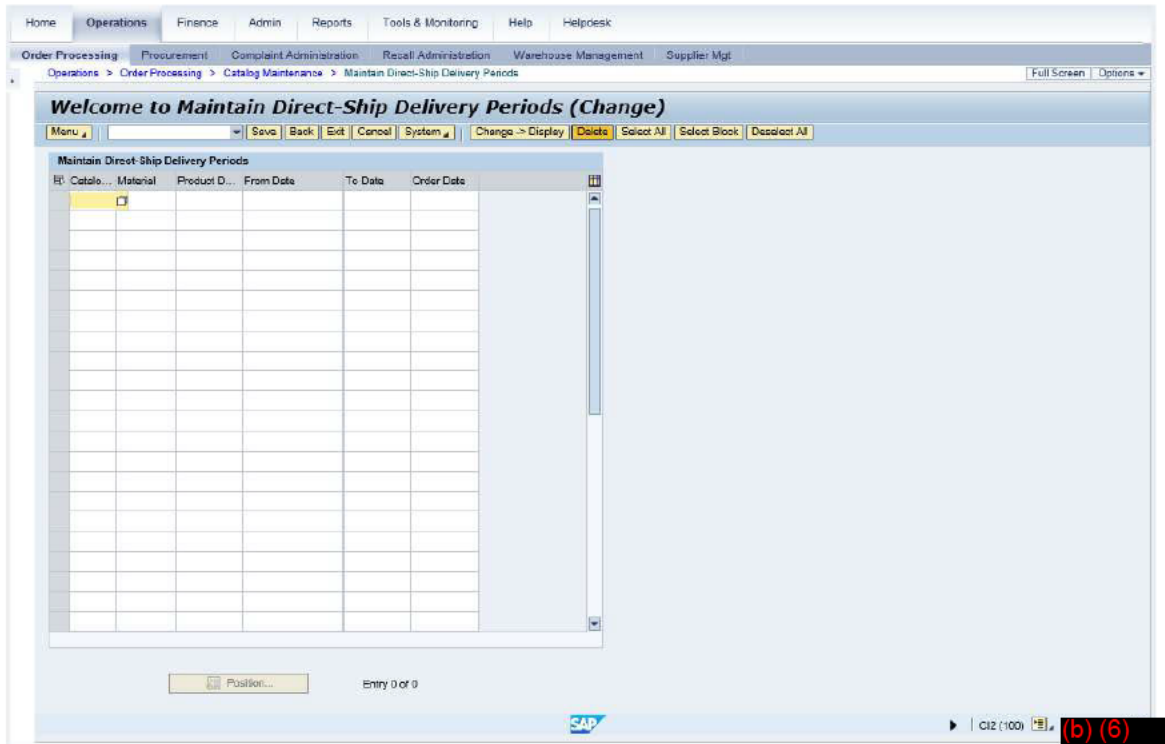 Home Operations Finance Admin Reports Tools & Monitoring Help Helpdesk
Order Processing Procurement Complaint Administration Recall Administration Warehouse Management Supplier Mgt
Operations > Order Processing > Catalog Maintenance > Maintain Direct-Ship Delivery Periods Full Screen Options
Welcome to Maintain Direct-Ship Delivery Periods (Change)
Menu Save Back Exit Cancel System Change -> Display Delete Select All Select Block Deselect All
Maintain Direct-Ship Delivery Periods
Catalo... Material Product D... From Date To Date Order Date
Position... Entry 0 of 0
SAP CI2 (100) (b) (6)